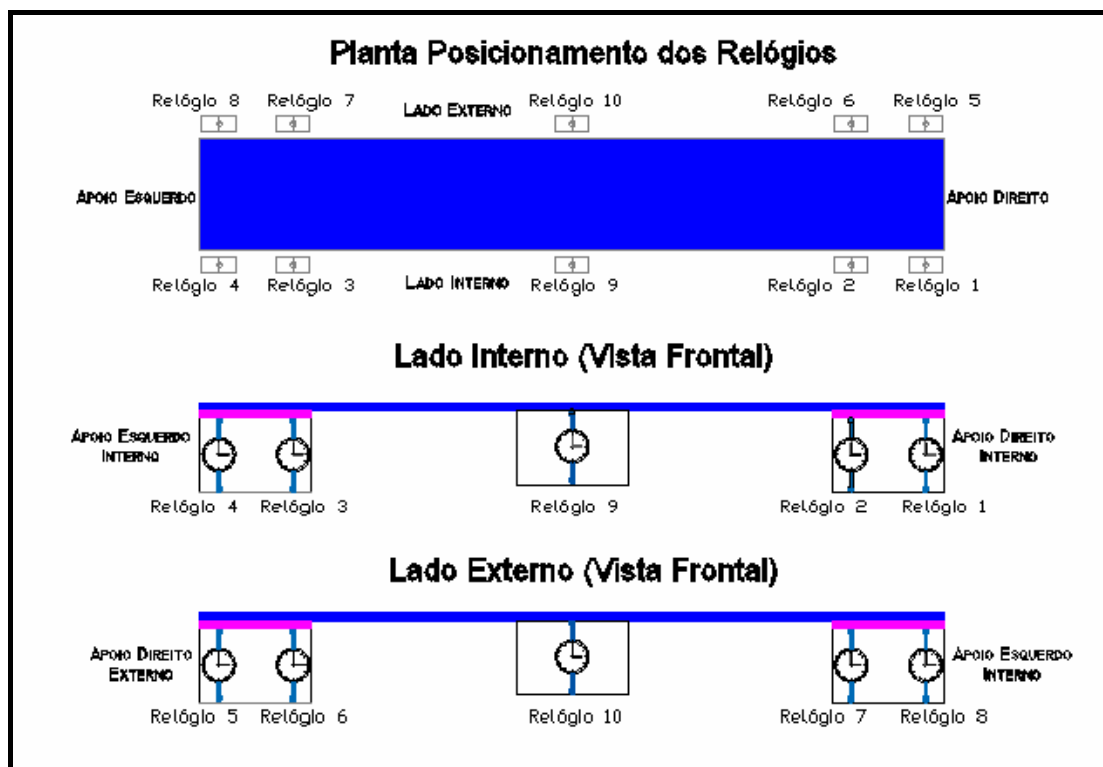 Planta Posicionamento dos Relógios
Relógio 8 Relógio 7 LADO EXTERNO Relógio 10 Relógio 6 Relógio 5
APOIO ESQUERDO APOIO DIREITO
Relógio 4 Relógio 3 LADO INTERNO Relógio 9 Relógio 2 Relógio 1
Lado Interno (Vista Frontal)
APOIO ESQUERDO
INTERNO
APOIO DIREITO
INTERNO
Relógio 4 Relógio 3 Relógio 9 Relógio 2 Relógio 1
Lado Externo (Vista Frontal)
APOIO DIREITO
EXTERNO
APOIO ESQUERDO
INTERNO
Relógio 5 Relógio 6 Relógio 10 Relógio 7 Relógio 8